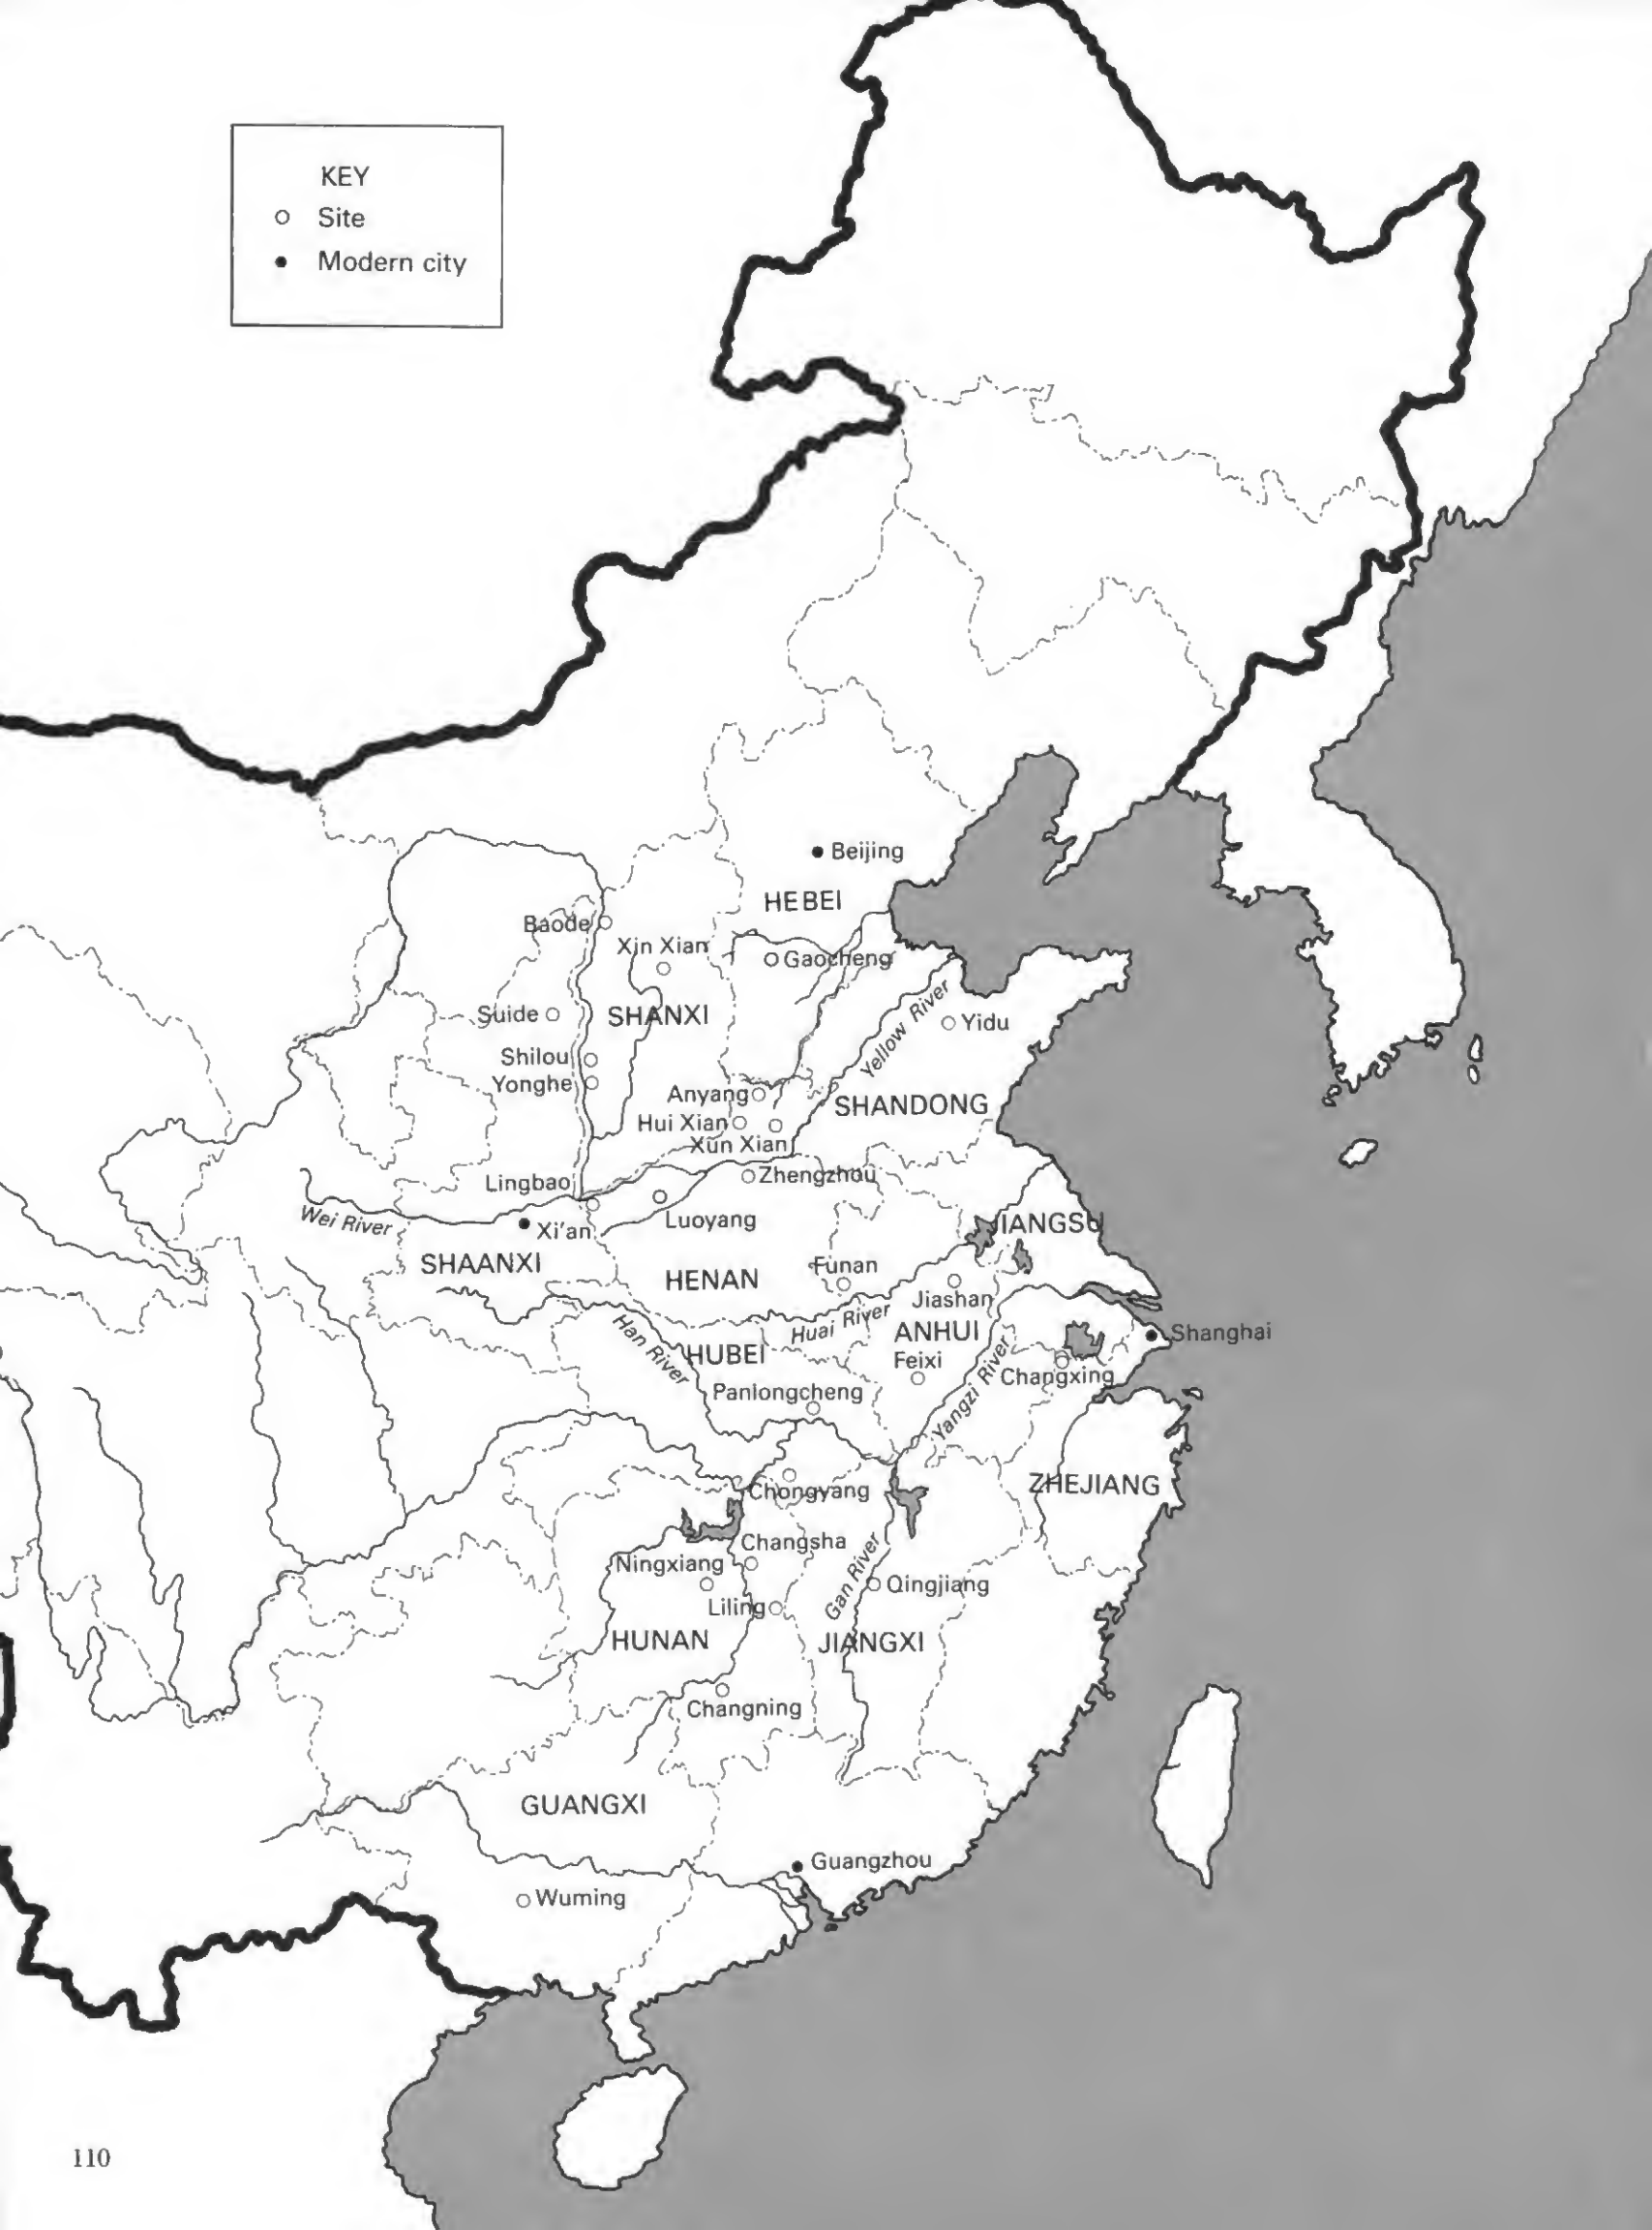 KEY
Site
Modern city
Beijing
HEBEI
Baode
Xin Xian
Gaocheng
Suide
SHANXI
Yellow River
Yidu
Shilou
Yonghe
Anyang
SHANDONG
Hui Xian
Xun Xian
Lingbao
Zhengzhou
Wei River
Xi'an
Luoyang
JIANGSU
SHAANXI
HENAN
Funan
Jiashan
Han River
Huai River
ANHUI
Shanghai
HUBEI
Feixi
Yangzi River
Changxing
Panlongcheng
ZHEJIANG
Chongyang
Changsha
Ningxiang
Gan River
Qingjiang
Liling
HUNAN
JIANGXI
Changning
GUANGXI
Guangzhou
Wuming
110